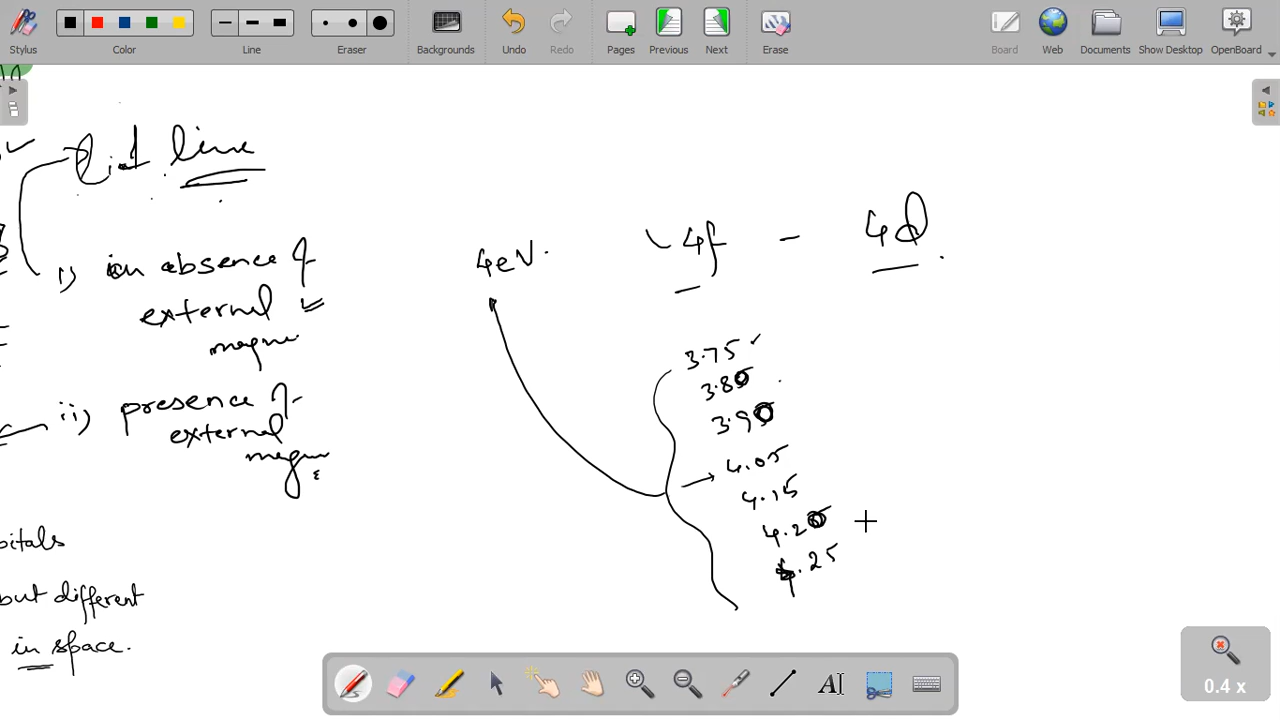 Stylus
Color
Line
Eraser
Backgrounds
Undo
Redo
Pages
Previous
Next
Erase
Board
Web
Documents
Show Desktop
OpenBoard
line
i) in absence of
external
magne
ii) presence of
external
magne
bitals
but different
in space.
4eV.
4f - 4d.
3.75
3.80
3.90
4.05
4.15
4.20
4.25
0.4 x